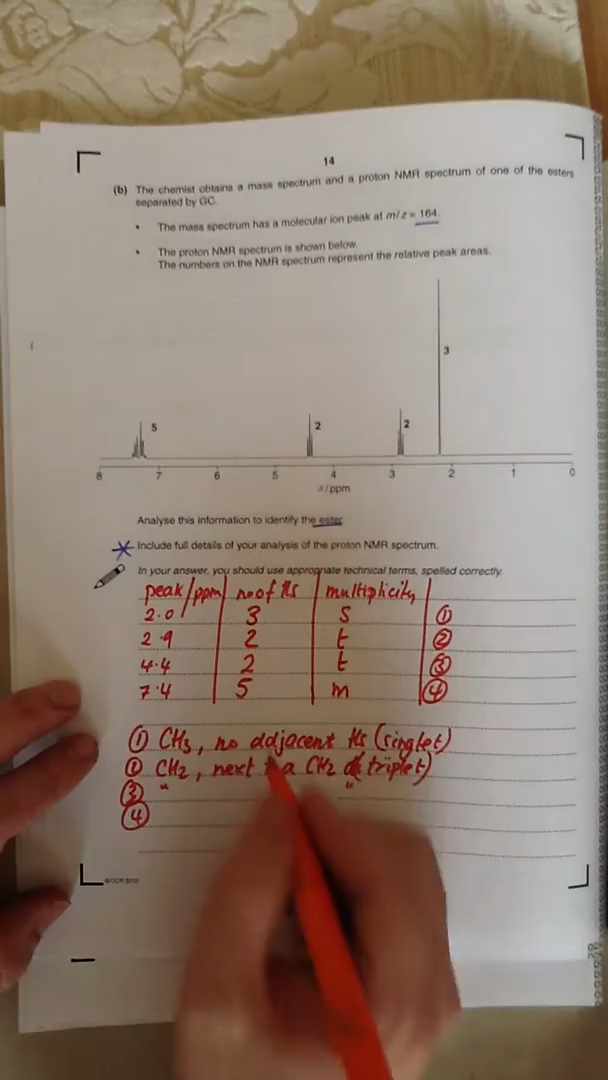 14
(b) The chemist obtains a mass spectrum and a proton NMR spectrum of one of the esters
separated by GC.
• The mass spectrum has a molecular ion peak at m/z = 164.
• The proton NMR spectrum is shown below.
The numbers on the NMR spectrum represent the relative peak areas.
3
5
2
2
8 7 6 5 4 3 2 1 0
δ/ppm
Analyse this information to identify the ester.
Include full details of your analysis of the proton NMR spectrum.
In your answer, you should use appropriate technical terms, spelled correctly.
peak/ppm no of Hs multiplicity
2.0 3 s ①
2.9 2 t ②
4.4 2 t ③
7.4 5 m ④
① CH3, no adjacent Hs (singlet)
CH2, next a CH2 triplet)
③ " "
④
© OCR 2012